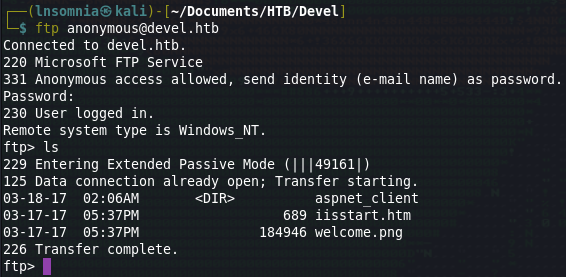 ┌──(lnsomnia㉿kali)-[~/Documents/HTB/Devel]
└─$ ftp anonymous@devel.htb
Connected to devel.htb.
220 Microsoft FTP Service
331 Anonymous access allowed, send identity (e-mail name) as password.
Password:
230 User logged in.
Remote system type is Windows_NT.
ftp> ls
229 Entering Extended Passive Mode (|||49161|)
125 Data connection already open; Transfer starting.
03-18-17  02:06AM       <DIR>          aspnet_client
03-17-17  05:37PM                  689 iisstart.htm
03-17-17  05:37PM               184946 welcome.png
226 Transfer complete.
ftp>